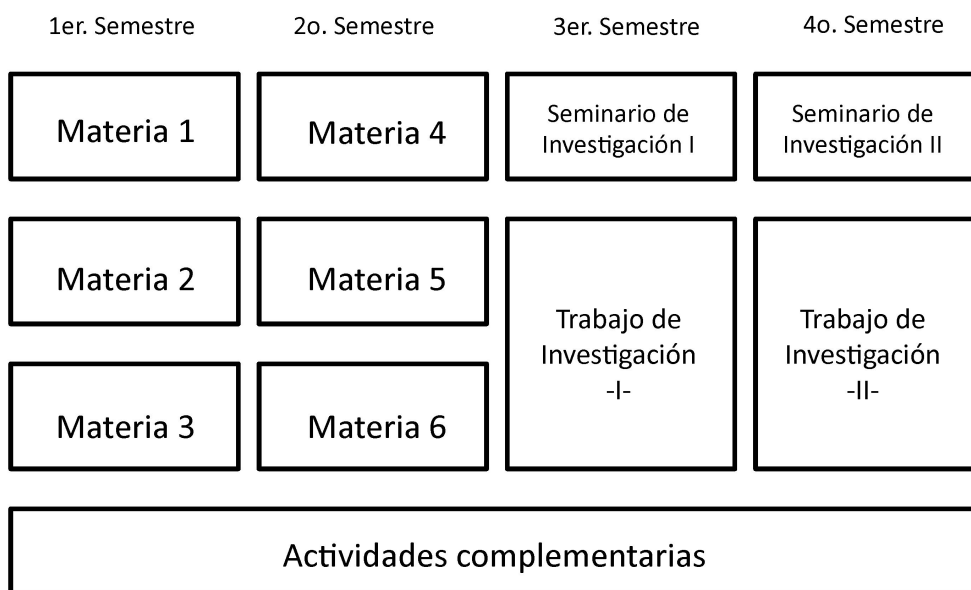 1er. Semestre
2o. Semestre
3er. Semestre
4o. Semestre
Materia 1
Materia 4
Seminario de
Investigación I
Seminario de
Investigación II
Materia 2
Materia 5
Trabajo de
Investigación
-I-
Trabajo de
Investigación
-II-
Materia 3
Materia 6
Actividades complementarias